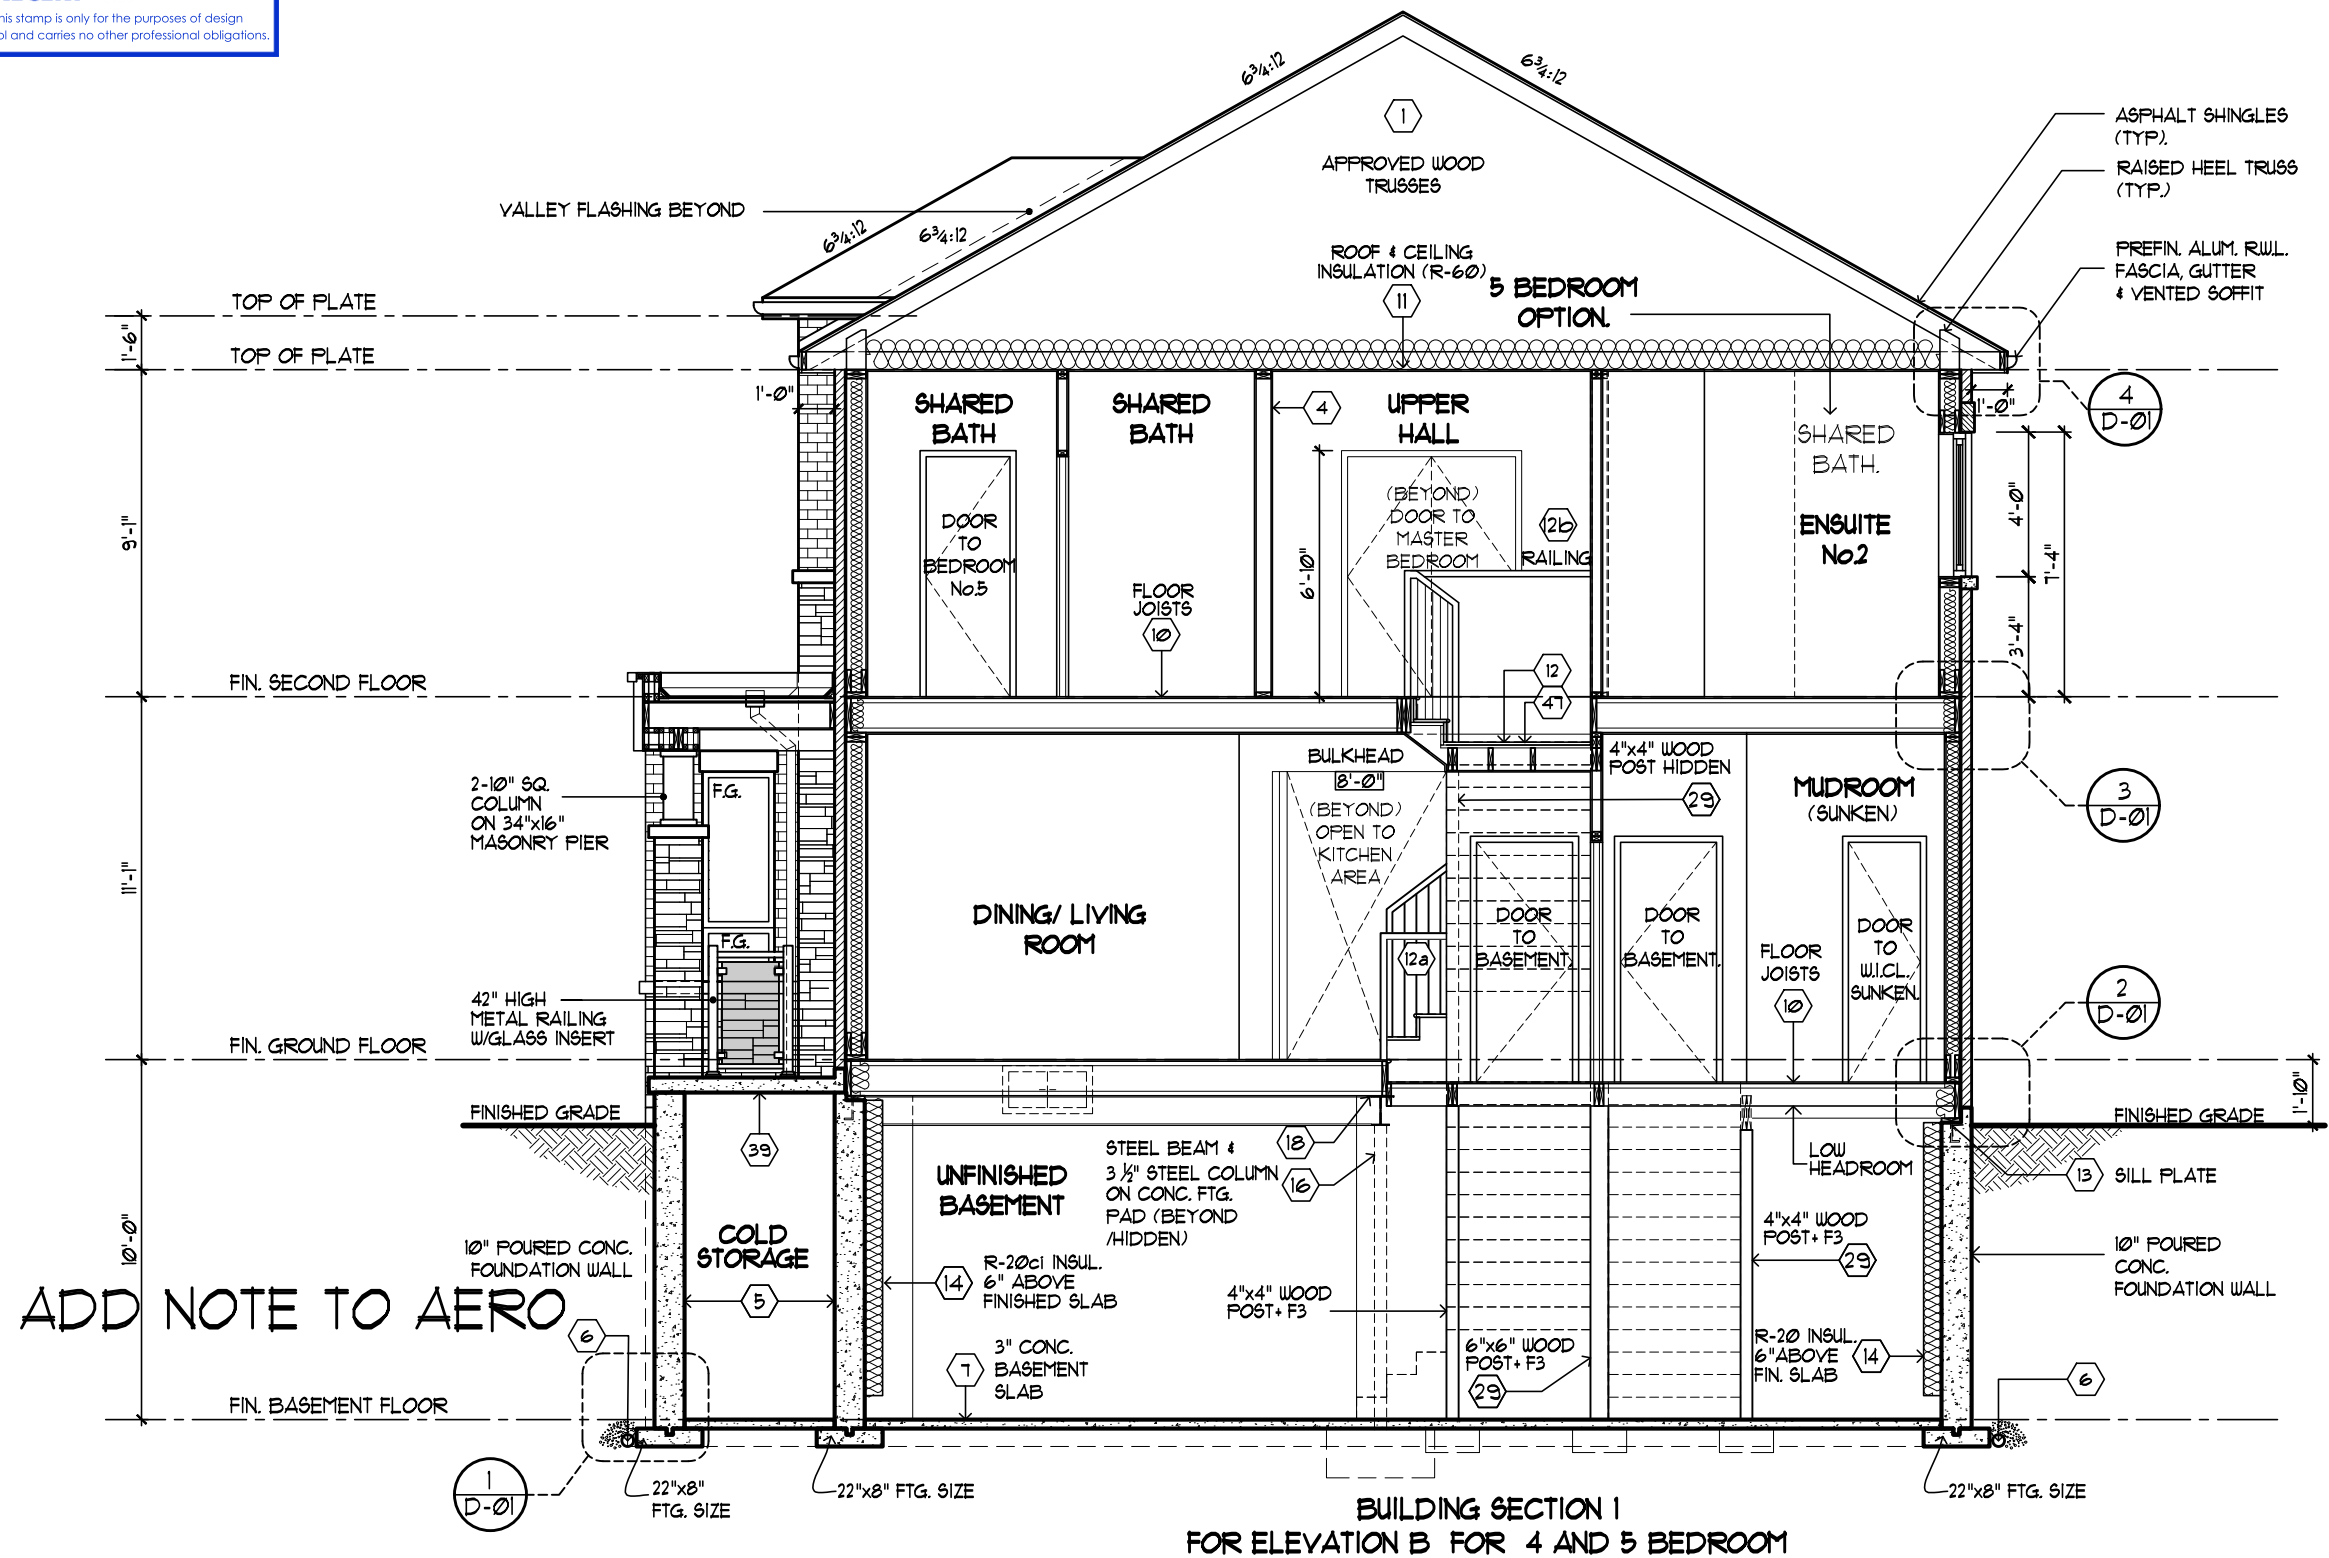 his stamp is only for the purposes of design
ol and carries no other professional obligations.
6¾:12
6¾:12
1
APPROVED WOOD
TRUSSES
ASPHALT SHINGLES
(TYP).
RAISED HEEL TRUSS
(TYP.)
VALLEY FLASHING BEYOND
6¾:12
6¾:12
ROOF & CEILING
INSULATION (R-60)
11
5 BEDROOM
OPTION.
PREFIN. ALUM. R.W.L.
FASCIA, GUTTER
& VENTED SOFFIT
TOP OF PLATE
1'-6"
TOP OF PLATE
1'-0"
SHARED
BATH
SHARED
BATH
4
UPPER
HALL
SHARED
BATH.
1'-0"
4
D-01
9'-1"
DOOR
TO
BEDROOM
No.5
FLOOR
JOISTS
10
6'-10"
(BEYOND)
DOOR TO
MASTER
BEDROOM
12b
RAILING
ENSUITE
No.2
4'-0"
7'-4"
3'-4"
FIN. SECOND FLOOR
12
47
2-10" SQ.
COLUMN
ON 34"x16"
MASONRY PIER
F.G.
BULKHEAD
8'-0"
(BEYOND)
OPEN TO
KITCHEN
AREA
4"x4" WOOD
POST HIDDEN
29
MUDROOM
(SUNKEN)
3
D-01
11'-1"
DINING/ LIVING
ROOM
F.G.
12a
DOOR
TO
BASEMENT.
DOOR
TO
BASEMENT.
FLOOR
JOISTS
10
DOOR
TO
W.I.CL.
SUNKEN.
42" HIGH
METAL RAILING
W/GLASS INSERT
2
D-01
FIN. GROUND FLOOR
1'-10"
FINISHED GRADE
FINISHED GRADE
39
UNFINISHED
BASEMENT
STEEL BEAM &
3 ½" STEEL COLUMN
ON CONC. FTG.
PAD (BEYOND
/HIDDEN)
18
16
LOW
HEADROOM
13
SILL PLATE
10'-0"
10" POURED CONC.
FOUNDATION WALL
COLD
STORAGE
5
14
R-20ci INSUL.
6" ABOVE
FINISHED SLAB
4"x4" WOOD
POST+ F3
4"x4" WOOD
POST+ F3
29
10" POURED
CONC.
FOUNDATION WALL
ADD NOTE TO AERO
6
7
3" CONC.
BASEMENT
SLAB
6"x6" WOOD
POST+ F3
29
R-20 INSUL.
6"ABOVE
FIN. SLAB
14
6
FIN. BASEMENT FLOOR
1
D-01
22"x8"
FTG. SIZE
22"x8" FTG. SIZE
22"x8" FTG. SIZE
BUILDING SECTION 1
FOR ELEVATION B FOR 4 AND 5 BEDROOM